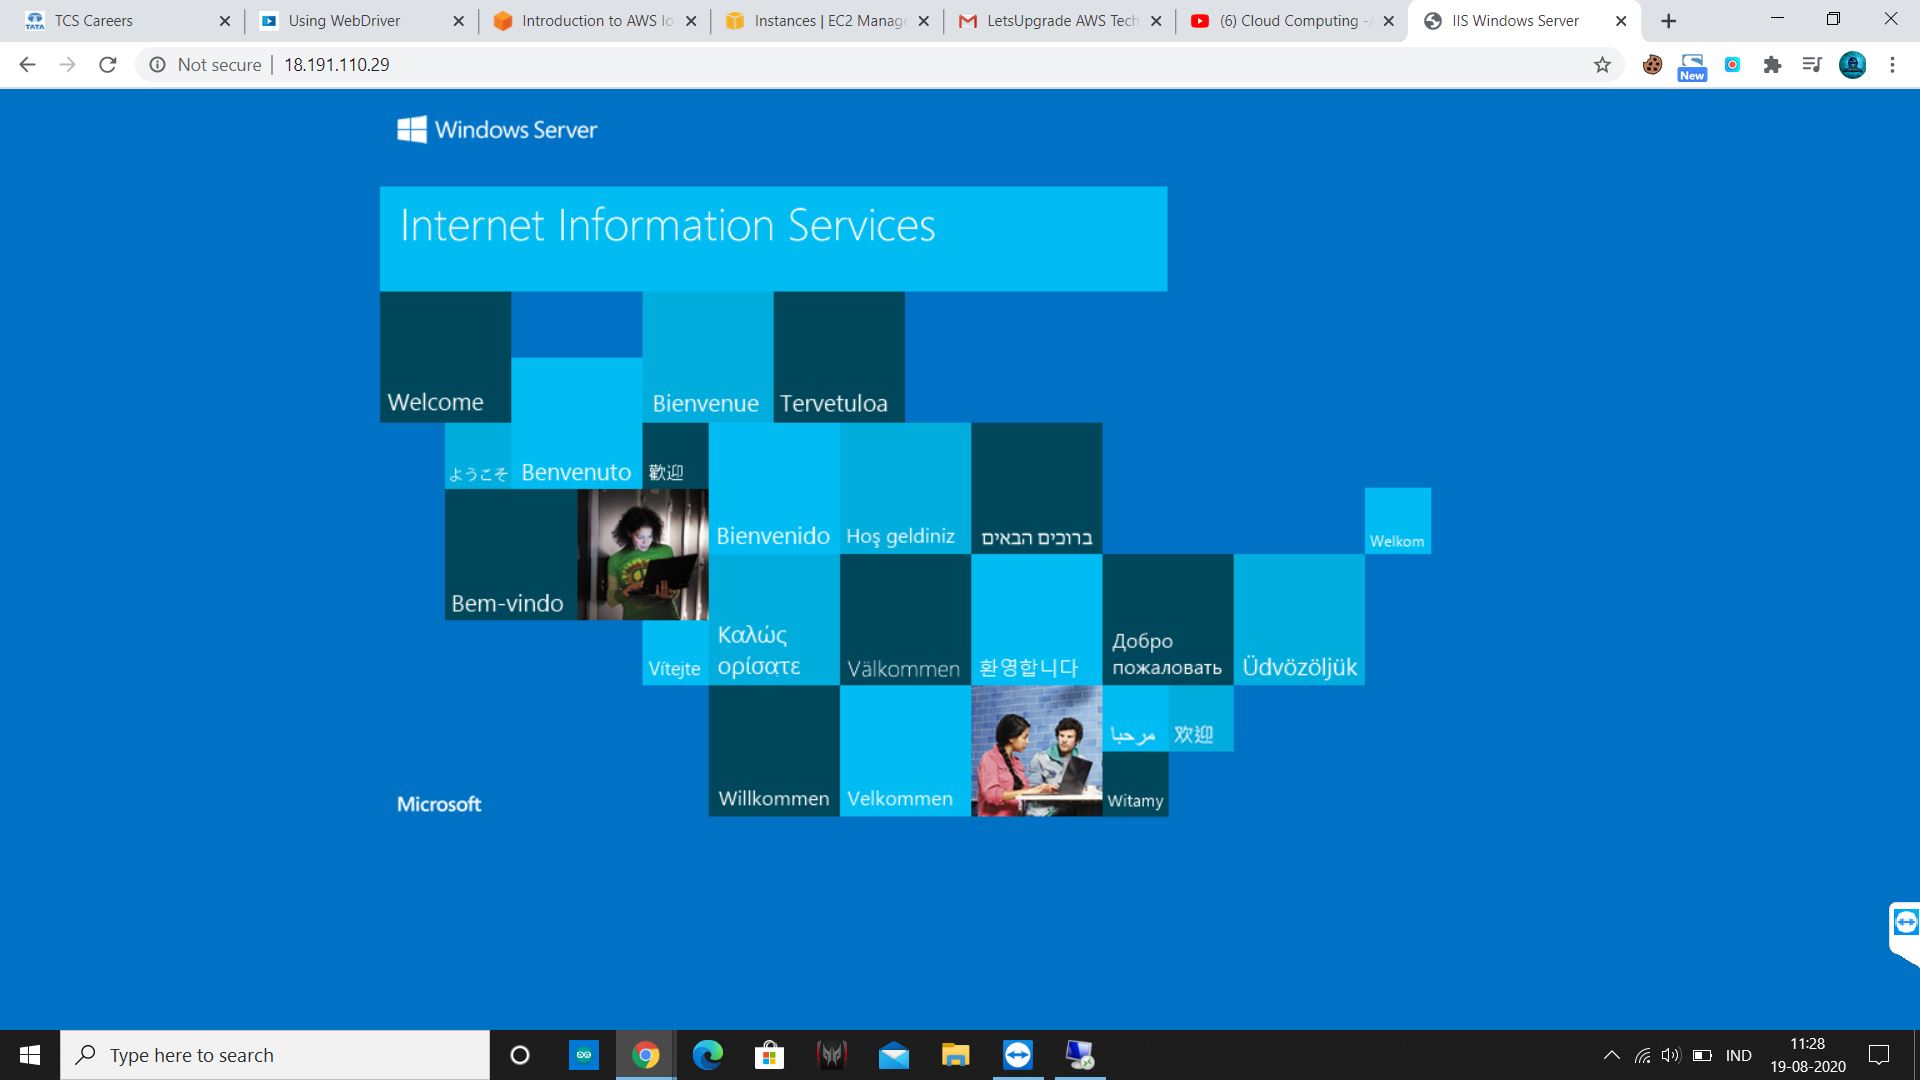 TCS Careers
Using WebDriver
Introduction to AWS Io
Instances | EC2 Manage
LetsUpgrade AWS Tech
(6) Cloud Computing -
IIS Windows Server
Not secure
18.191.110.29
New
Windows Server
Internet Information Services
Welcome
Bienvenue
Tervetuloa
ようこそ
Benvenuto
歡迎
Bienvenido
Hoş geldiniz
ברוכים הבאים
Welkom
Bem-vindo
Vítejte
Καλώς
ορίσατε
Välkommen
환영합니다
Добро
пожаловать
Üdvözöljük
Willkommen
Velkommen
مرحبا
欢迎
Witamy
Microsoft
Type here to search
IND
11:28
19-08-2020